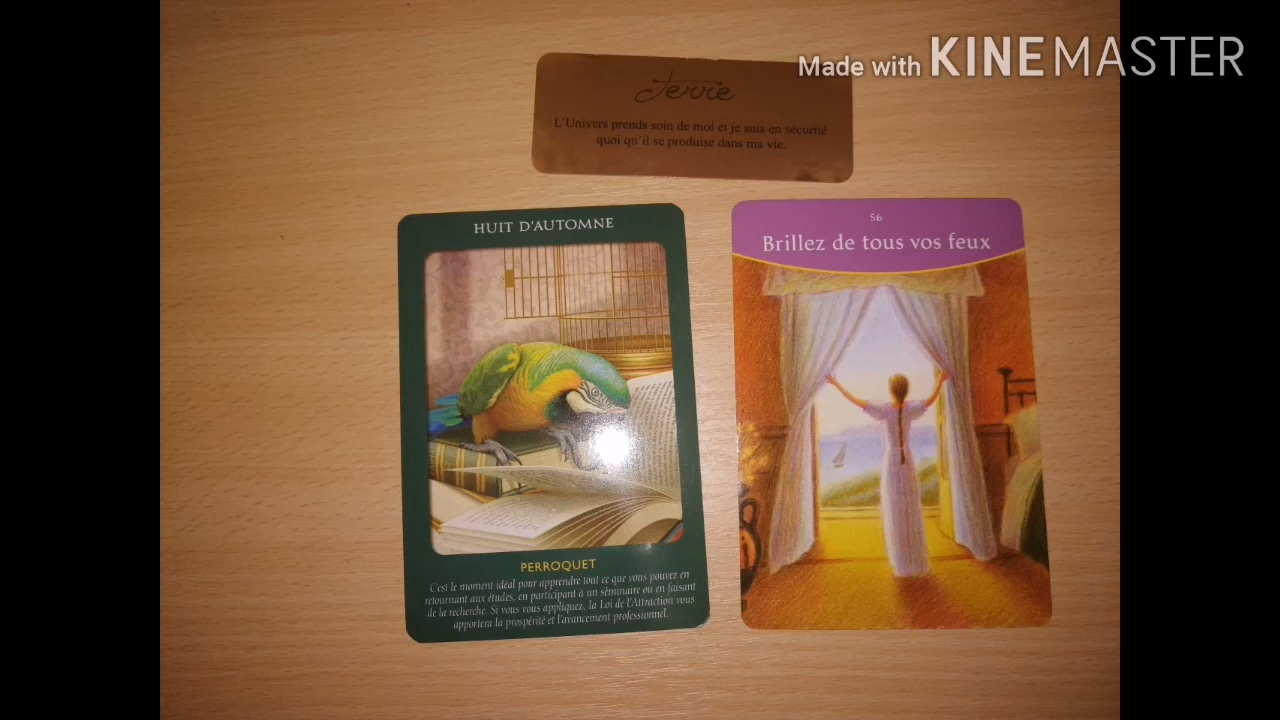 Made with KINEMASTER
terre
L'Univers prends soin de moi et je suis en sécurité
quoi qu'il se produise dans ma vie.
HUIT D'AUTOMNE
PERROQUET
C'est le moment idéal pour apprendre tout ce que vous pouvez en
retournant aux études, en participant à un séminaire ou en faisant
de la recherche. Si vous vous appliquez, la Loi de l'Attraction vous
apportera la prospérité et l'avancement professionnel.
56
Brillez de tous vos feux